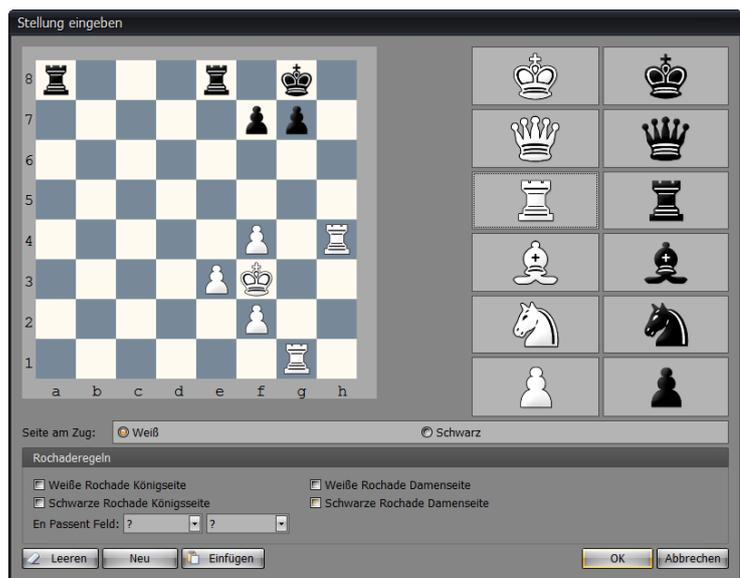 Stellung eingeben
8
7
6
5
4
3
2
1
a b c d e f g h
Seite am Zug: Weiß Schwarz
Rochaderegeln
Weiße Rochade Königseite Weiße Rochade Damenseite
Schwarze Rochade Königsseite Schwarze Rochade Damenseite
En Passent Feld: ? ?
Leeren Neu Einfügen OK Abbrechen